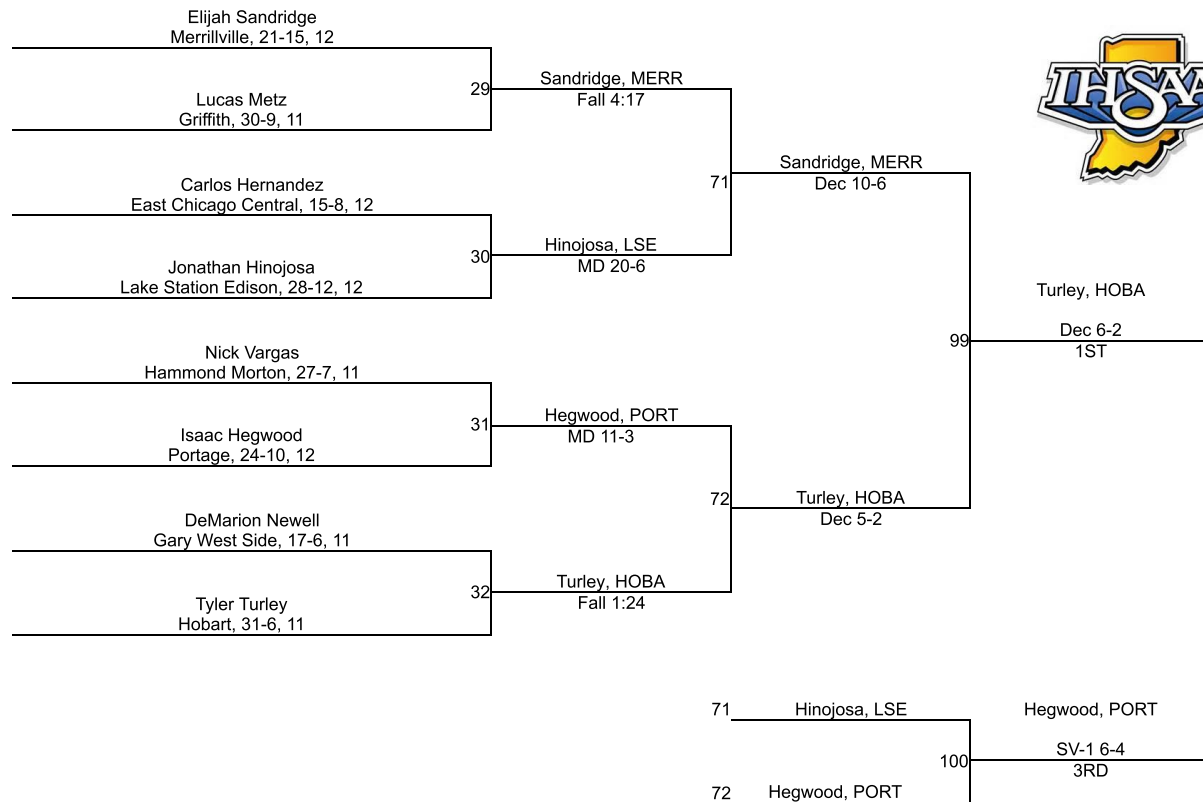 Elijah Sandridge
Merrillville, 21-15, 12
29
Sandridge, MERR
Fall 4:17
Lucas Metz
Griffith, 30-9, 11
IHSAA
71
Sandridge, MERR
Dec 10-6
Carlos Hernandez
East Chicago Central, 15-8, 12
30
Hinojosa, LSE
MD 20-6
Jonathan Hinojosa
Lake Station Edison, 28-12, 12
99
Turley, HOBA
Dec 6-2
1ST
Nick Vargas
Hammond Morton, 27-7, 11
31
Hegwood, PORT
MD 11-3
Isaac Hegwood
Portage, 24-10, 12
72
Turley, HOBA
Dec 5-2
DeMarion Newell
Gary West Side, 17-6, 11
32
Turley, HOBA
Fall 1:24
Tyler Turley
Hobart, 31-6, 11
71
Hinojosa, LSE
Hegwood, PORT
100
SV-1 6-4
3RD
72
Hegwood, PORT